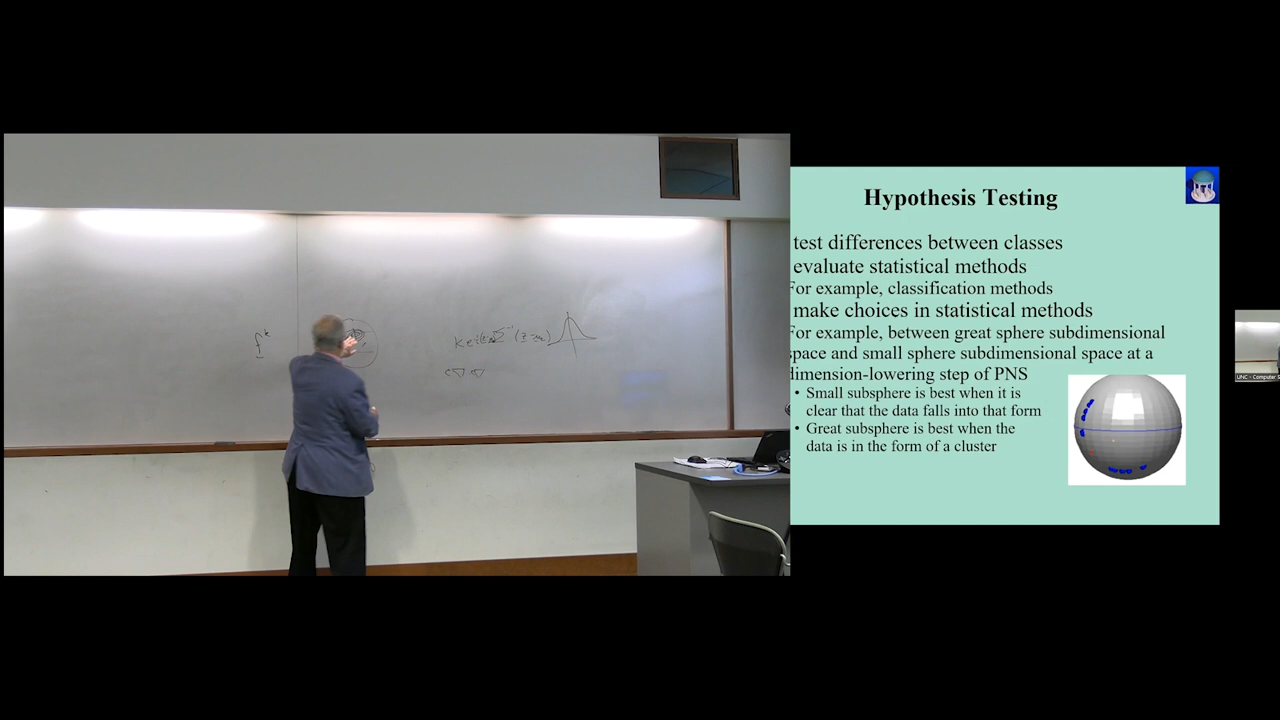 Hypothesis Testing
test differences between classes
evaluate statistical methods
For example, classification methods
make choices in statistical methods
For example, between great sphere subdimensional
space and small sphere subdimensional space at a
dimension-lowering step of PNS
• Small subsphere is best when it is
clear that the data falls into that form
• Great subsphere is best when the
data is in the form of a cluster